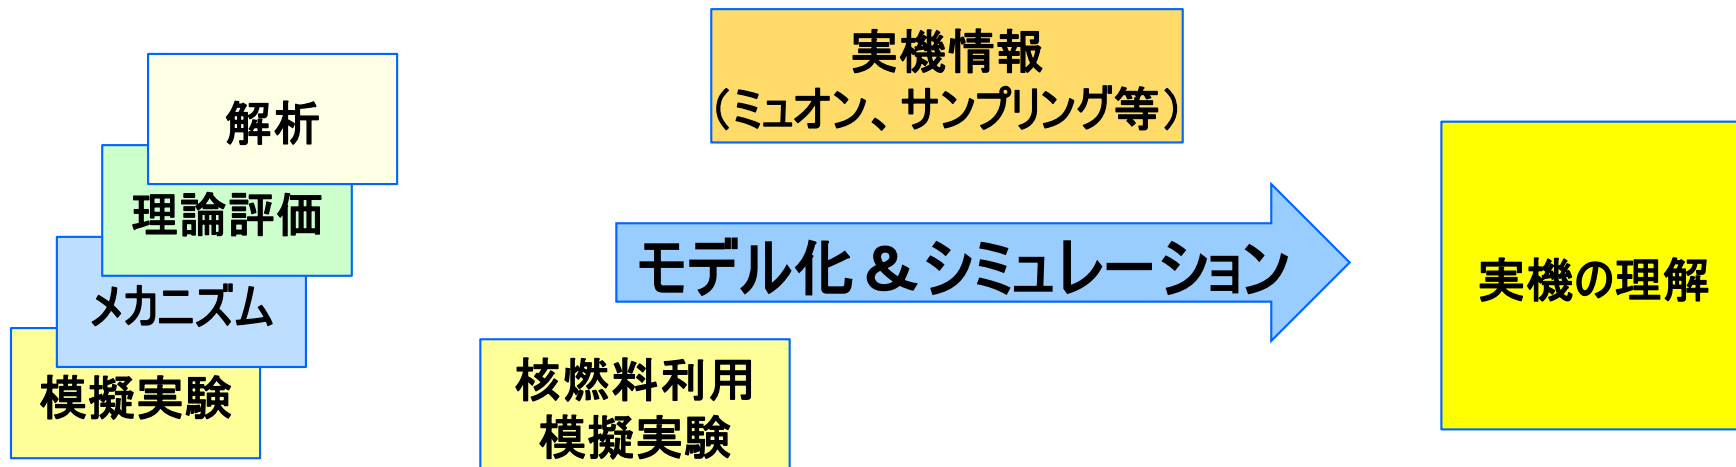 実機情報
（ミュオン、サンプリング等）
解析
理論評価
メカニズム
模擬実験
モデル化＆シミュレーション
核燃料利用
模擬実験
実機の理解